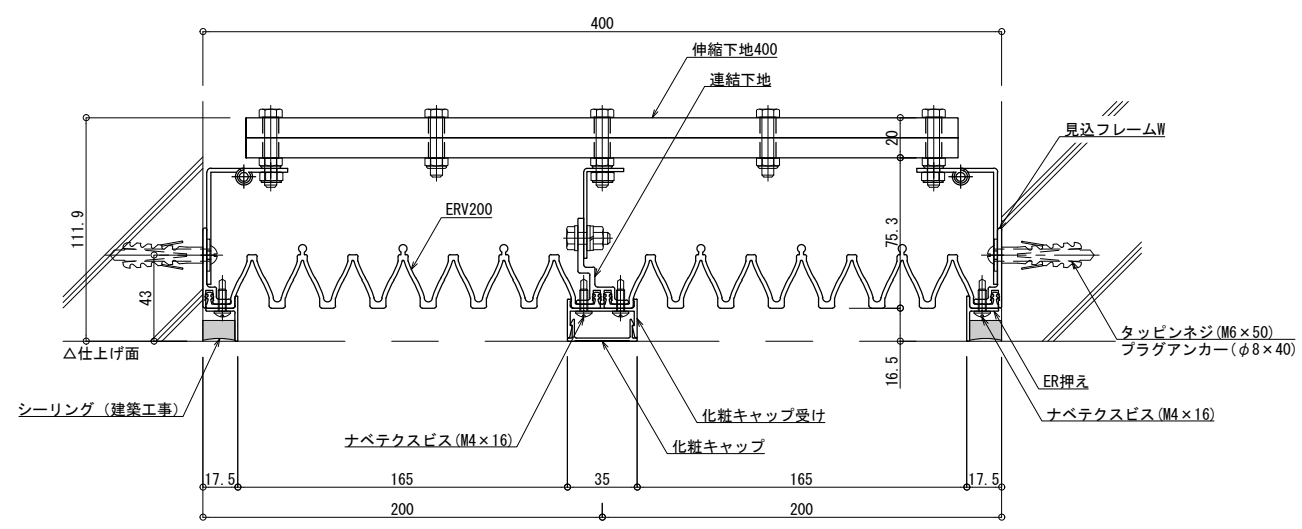 400
伸縮下地400
連結下地
見込フレームW
20
ERV200
111.9
75.3
43
△仕上げ面
タッピンネジ(M6×50)
プラグアンカー(φ8×40)
16.5
ER押え
シーリング（建築工事）
化粧キャップ受け
ナベテクスビス(M4×16)
ナベテクスビス(M4×16)
化粧キャップ
17.5
165
35
165
17.5
200
200